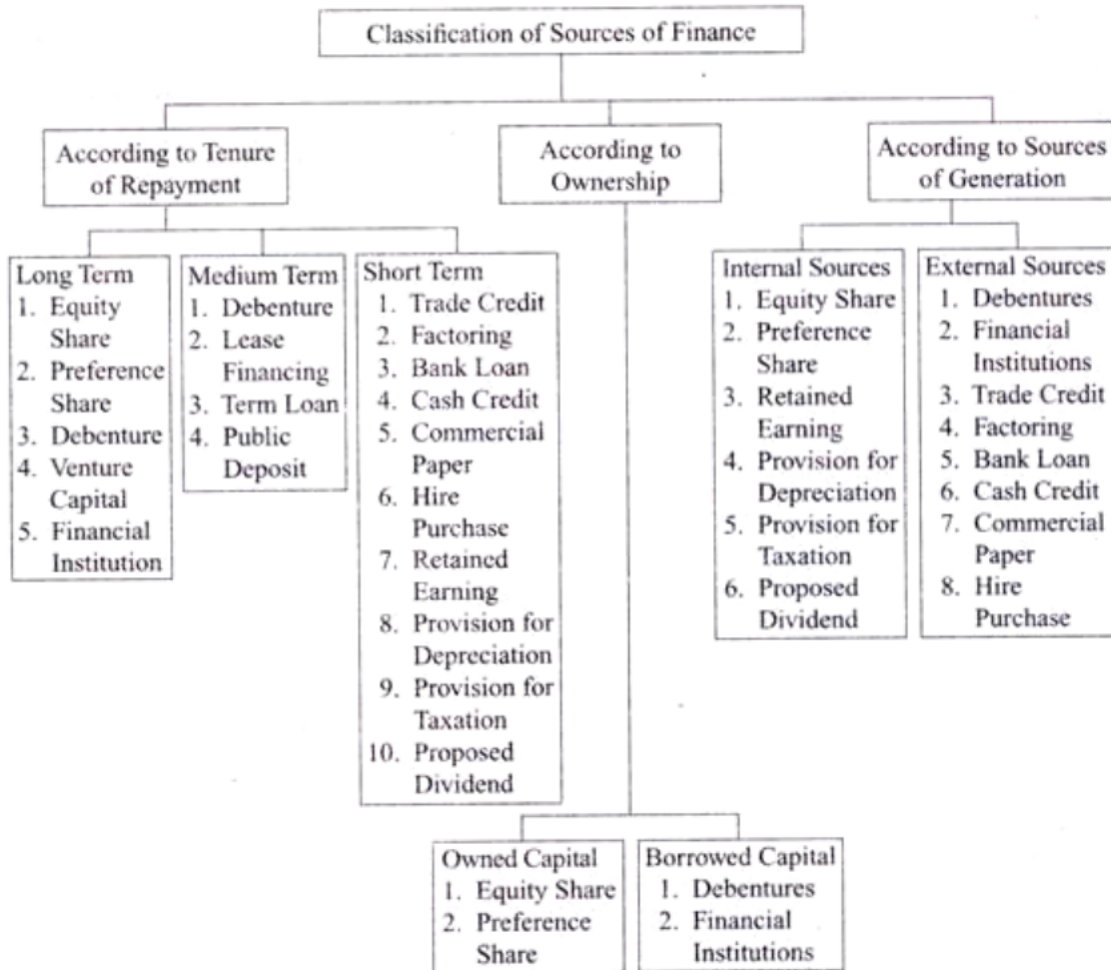 Classification of Sources of Finance
According to Tenure
of Repayment
According to
Ownership
According to Sources
of Generation
Long Term
1. Equity
Share
2. Preference
Share
3. Debenture
4. Venture
Capital
5. Financial
Institution
Medium Term
1. Debenture
2. Lease
Financing
3. Term Loan
4. Public
Deposit
Short Term
1. Trade Credit
2. Factoring
3. Bank Loan
4. Cash Credit
5. Commercial
Paper
6. Hire
Purchase
7. Retained
Earning
8. Provision for
Depreciation
9. Provision for
Taxation
10. Proposed
Dividend
Internal Sources
1. Equity Share
2. Preference
Share
3. Retained
Earning
4. Provision for
Depreciation
5. Provision for
Taxation
6. Proposed
Dividend
External Sources
1. Debentures
2. Financial
Institutions
3. Trade Credit
4. Factoring
5. Bank Loan
6. Cash Credit
7. Commercial
Paper
8. Hire
Purchase
Owned Capital
1. Equity Share
2. Preference
Share
Borrowed Capital
1. Debentures
2. Financial
Institutions